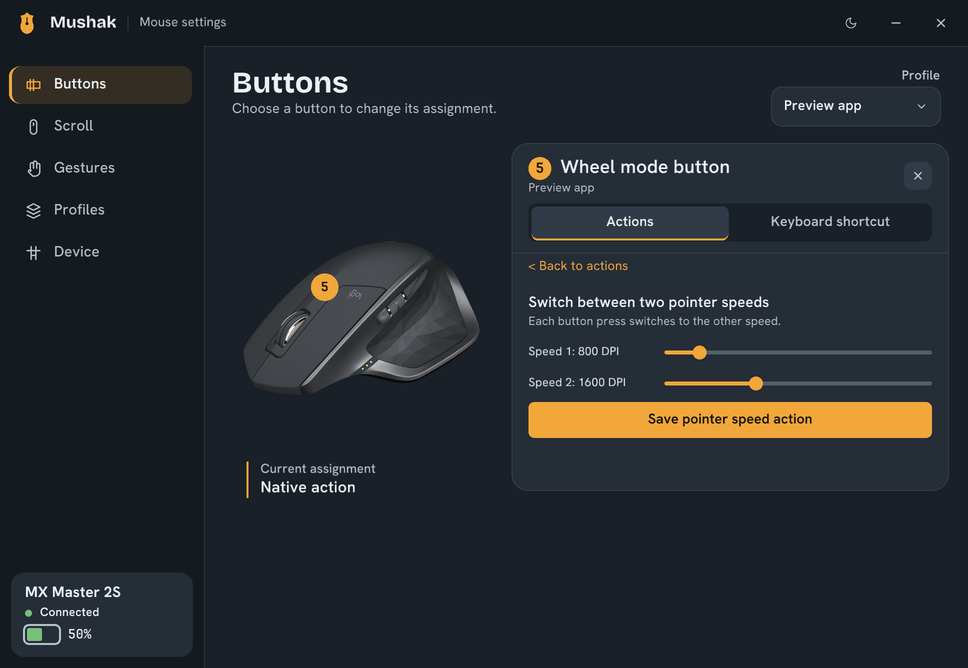 Mushak
Mouse settings
Buttons
Scroll
Gestures
Profiles
Device
MX Master 2S
Connected
50%
Buttons
Choose a button to change its assignment.
Profile
Preview app
5
logi
Current assignment
Native action
5 Wheel mode button
Preview app
Actions
Keyboard shortcut
< Back to actions
Switch between two pointer speeds
Each button press switches to the other speed.
Speed 1: 800 DPI
Speed 2: 1600 DPI
Save pointer speed action